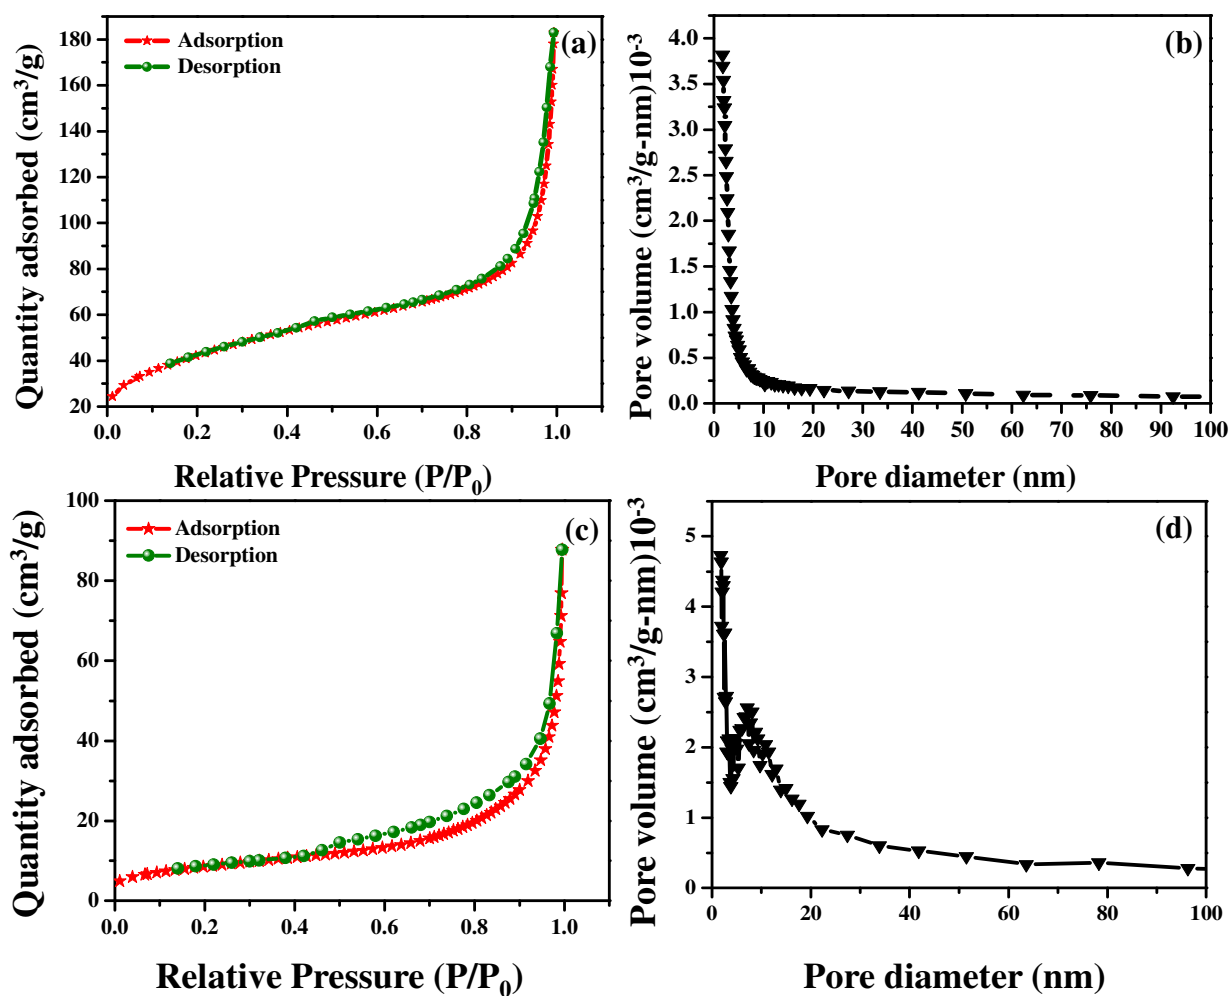 180
160
140
120
100
80
60
40
20
0.0 0.2 0.4 0.6 0.8 1.0
Quantity adsorbed (cm³/g)
Relative Pressure (P/P₀)
Adsorption
Desorption
(a)
4.0
3.5
3.0
2.5
2.0
1.5
1.0
0.5
0.0
0 10 20 30 40 50 60 70 80 90 100
Pore volume (cm³/g-nm)10⁻³
Pore diameter (nm)
(b)
100
80
60
40
20
0
0.0 0.2 0.4 0.6 0.8 1.0
Quantity adsorbed (cm³/g)
Relative Pressure (P/P₀)
Adsorption
Desorption
(c)
5
4
3
2
1
0
0 20 40 60 80 100
Pore volume (cm³/g-nm)10⁻³
Pore diameter (nm)
(d)